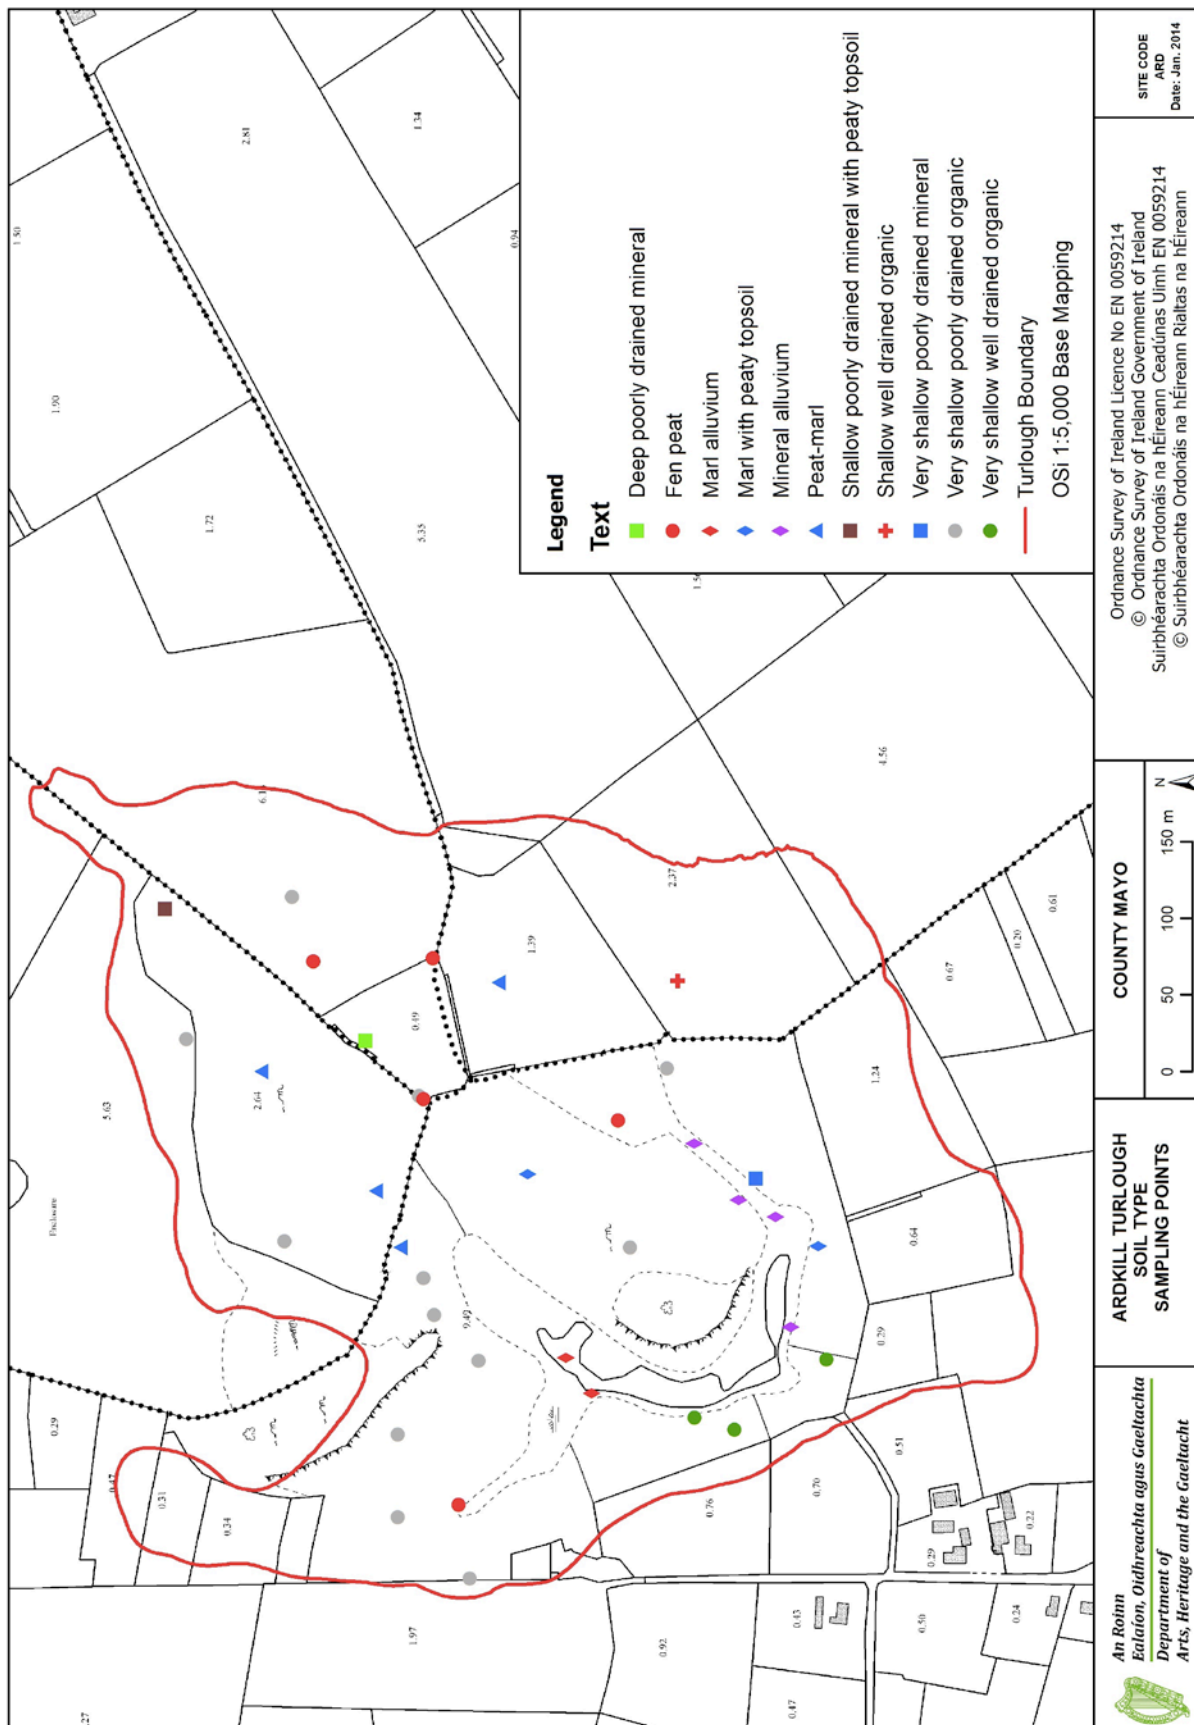 Legend
Text
Deep poorly drained mineral
Fen peat
Marl alluvium
Marl with peaty topsoil
Mineral alluvium
Peat-marl
Shallow poorly drained mineral with peaty topsoil
Shallow well drained organic
Very shallow poorly drained mineral
Very shallow poorly drained organic
Very shallow well drained organic
Turlough Boundary
OSi 1:5,000 Base Mapping
1.50
2.81
1.34
0.94
1.90
1.72
5.35
4.56
2.37
1.39
0.49
2.64
5.63
Enclosure
9.49
1.24
0.67
0.20
0.61
0.64
0.29
0.29
0.47
0.31
0.34
0.51
0.70
0.76
0.29
0.22
1.97
0.92
0.43
0.50
0.24
0.47
.27
An Roinn
Ealaíon, Oidhreachta agus Gaeltachta
Department of
Arts, Heritage and the Gaeltacht
ARDKILL TURLOUGH
SOIL TYPE
SAMPLING POINTS
COUNTY MAYO
0 50 100 150 m
N
Ordnance Survey of Ireland Licence No EN 0059214
© Ordnance Survey of Ireland Government of Ireland
Suirbhéarachta Ordonáis na hÉireann Ceadúnas Uimh EN 0059214
© Suirbhéarachta Ordonáis na hÉireann Rialtas na hÉireann
SITE CODE
ARD
Date: Jan. 2014